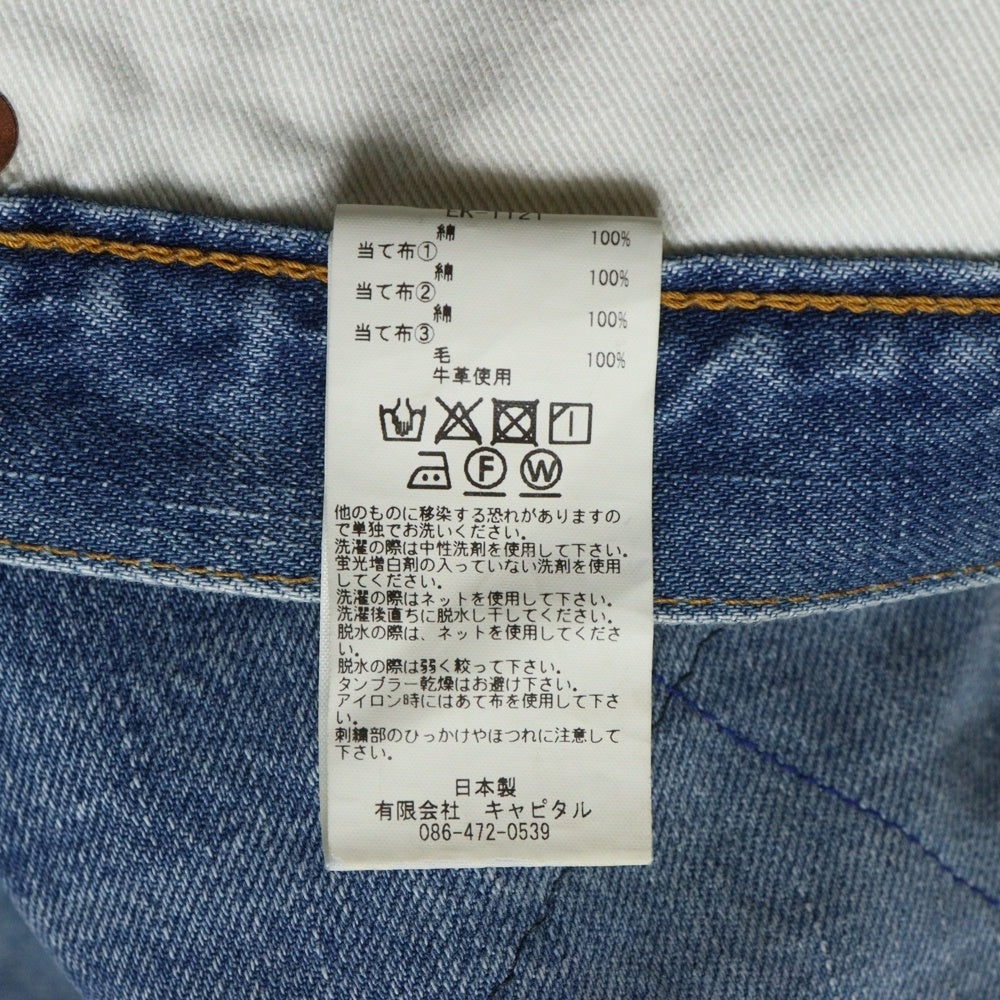 EK-1121
綿 100%
当て布①
綿 100%
当て布②
綿 100%
当て布③
毛 100%
牛革使用
F W
他のものに移染する恐れがありますの
で単独でお洗いください。
洗濯の際は中性洗剤を使用して下さい。
蛍光増白剤の入っていない洗剤を使用
してください。
洗濯の際はネットを使用して下さい。
洗濯後直ちに脱水し干してください。
脱水の際は、ネットを使用してくださ
い。
脱水の際は弱く絞って下さい。
タンブラー乾燥はお避け下さい。
アイロン時にはあて布を使用して下さ
い。
刺繍部のひっかけやほつれに注意して
下さい。
日本製
有限会社 キャピタル
086-472-0539